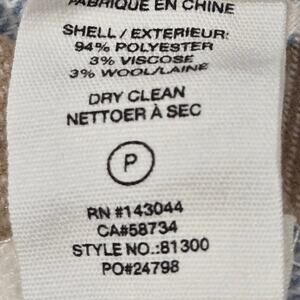 FABRIQUE EN CHINE
SHELL / EXTERIEUR:
94% POLYESTER
3% VISCOSE
3% WOOL/LAINE
DRY CLEAN
NETTOER À SEC
P
RN #143044
CA#58734
STYLE NO.:81300
PO#24798